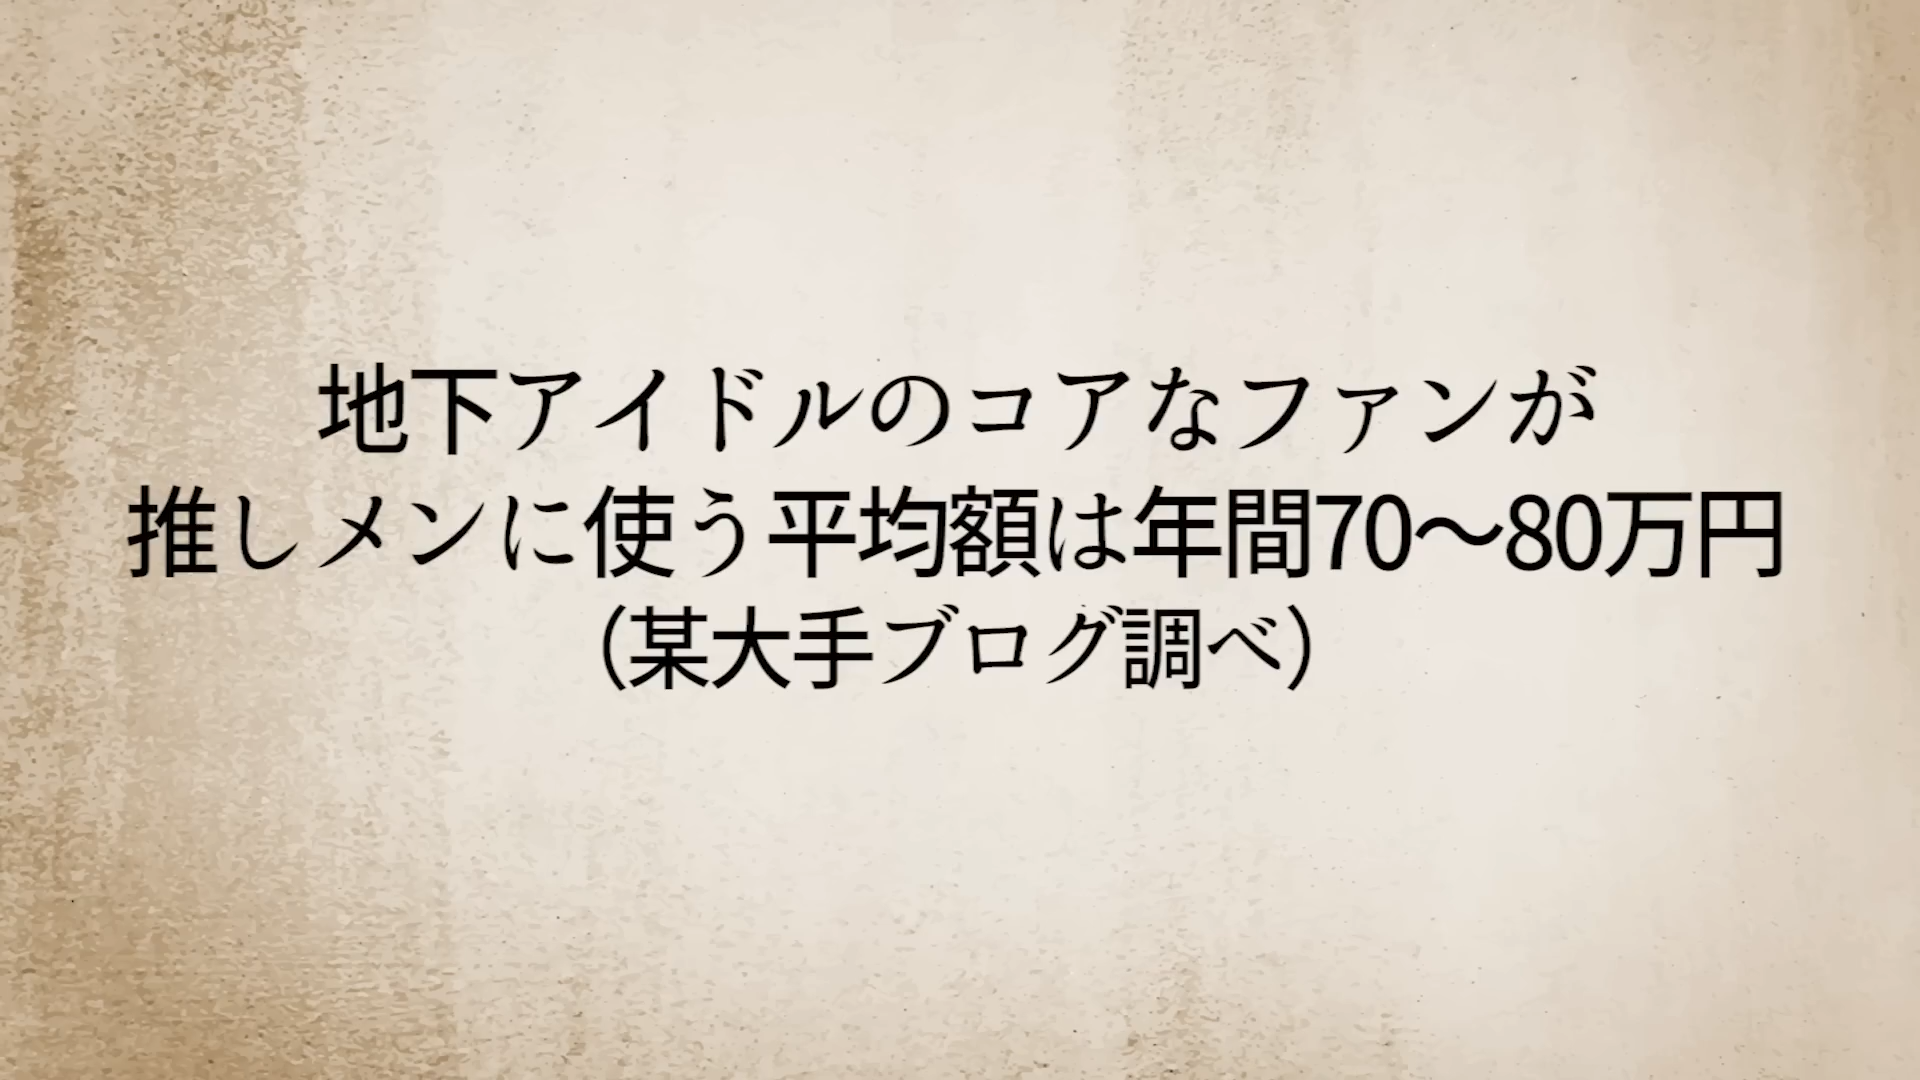 地下アイドルのコアなファンが
推しメンに使う平均額は年間70～80万円
（某大手ブログ調べ）